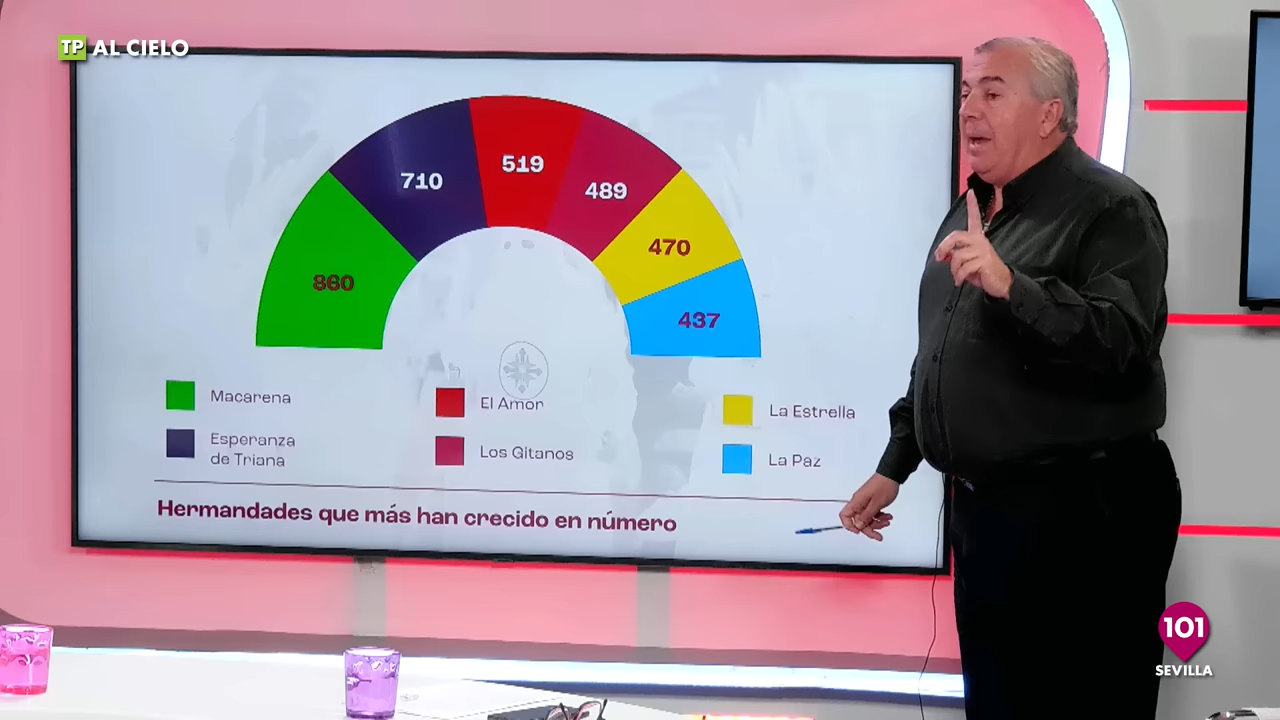 TP AL CIELO
860
710
519
489
470
437
Macarena
El Amor
La Estrella
Esperanza
de Triana
Los Gitanos
La Paz
Hermandades que más han crecido en número
101
SEVILLA